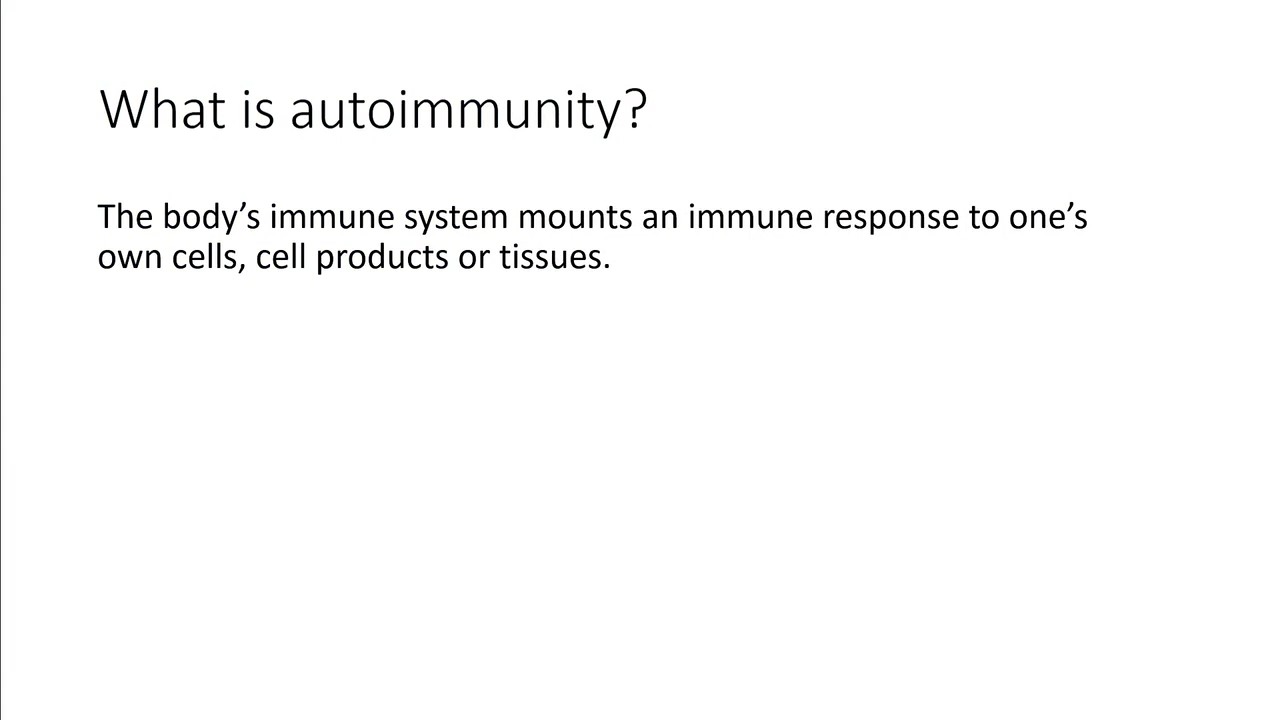 What is autoimmunity?
The body’s immune system mounts an immune response to one’s
own cells, cell products or tissues.